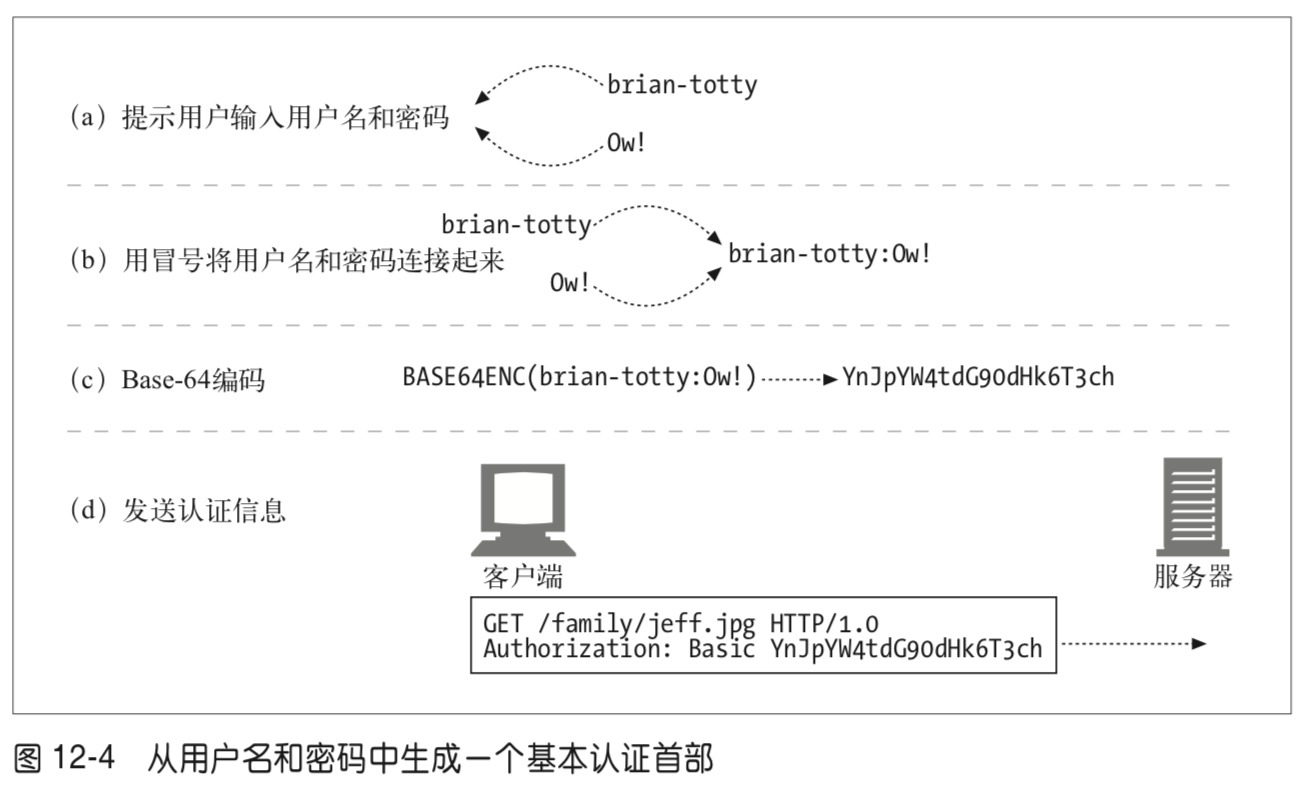 brian-totty
(a) 提示用户输入用户名和密码
Ow!
brian-totty
(b) 用冒号将用户名和密码连接起来
brian-totty:Ow!
Ow!
(c) Base-64编码 BASE64ENC(brian-totty:Ow!) YnJpYW4tdG90dHk6T3ch
(d) 发送认证信息
客户端 服务器
GET /family/jeff.jpg HTTP/1.0
Authorization: Basic YnJpYW4tdG90dHk6T3ch
图 12-4 从用户名和密码中生成一个基本认证首部